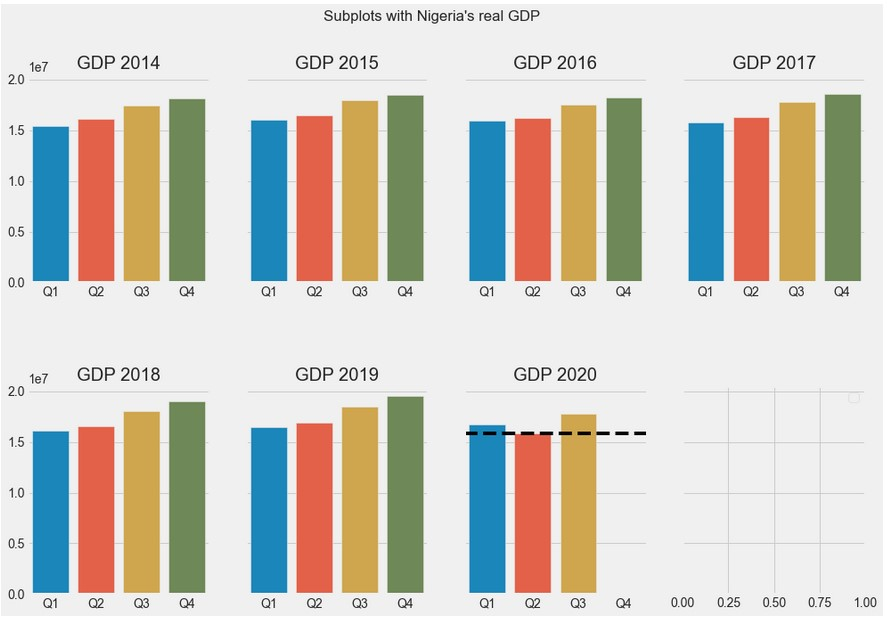 Subplots with Nigeria's real GDP
GDP 2014
GDP 2015
GDP 2016
GDP 2017
1e7
2.0
1.5
1.0
0.5
0.0
Q1 Q2 Q3 Q4
Q1 Q2 Q3 Q4
Q1 Q2 Q3 Q4
Q1 Q2 Q3 Q4
GDP 2018
GDP 2019
GDP 2020
1e7
2.0
1.5
1.0
0.5
0.0
Q1 Q2 Q3 Q4
Q1 Q2 Q3 Q4
Q1 Q2 Q3 Q4
0.00 0.25 0.50 0.75 1.00